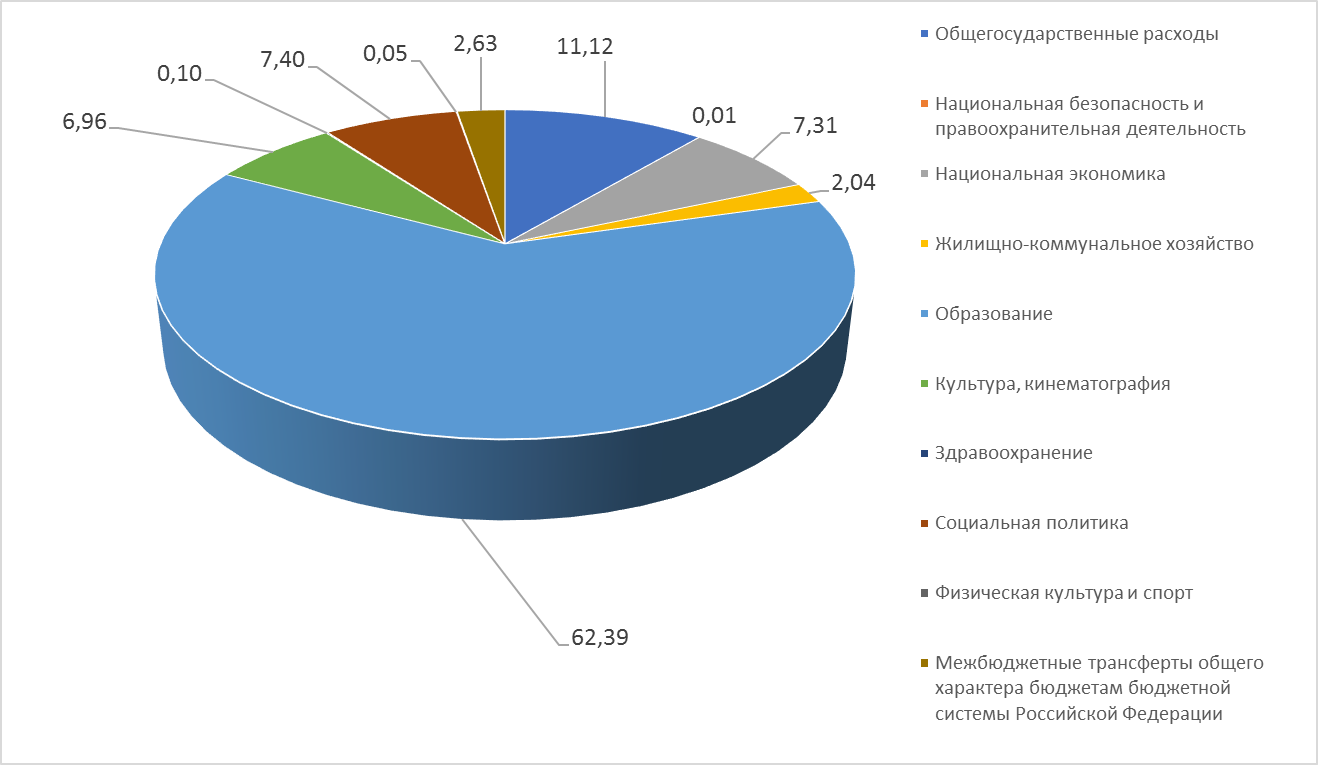 2,63
11,12
0,05
7,40
0,10
6,96
0,01
7,31
2,04
62,39
Общегосударственные расходы
Национальная безопасность и
правоохранительная деятельность
Национальная экономика
Жилищно-коммунальное хозяйство
Образование
Культура, кинематография
Здравоохранение
Социальная политика
Физическая культура и спорт
Межбюджетные трансферты общего
характера бюджетам бюджетной
системы Российской Федерации